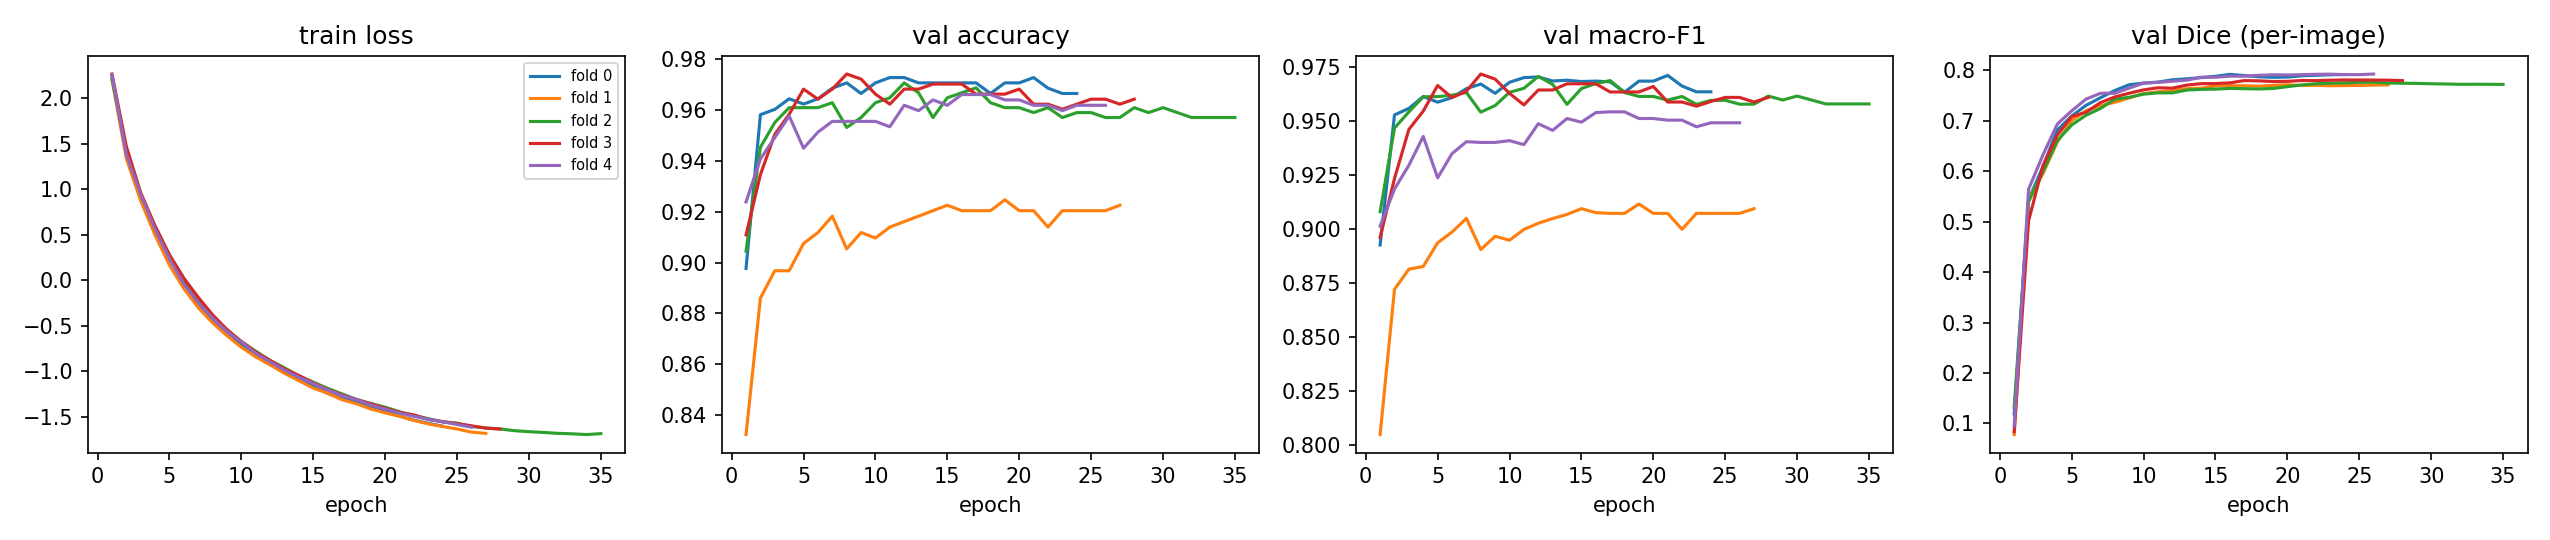 train loss
2.0
1.5
1.0
0.5
0.0
−0.5
−1.0
−1.5
0 5 10 15 20 25 30 35
epoch
fold 0
fold 1
fold 2
fold 3
fold 4
val accuracy
0.98
0.96
0.94
0.92
0.90
0.88
0.86
0.84
0 5 10 15 20 25 30 35
epoch
val macro-F1
0.975
0.950
0.925
0.900
0.875
0.850
0.825
0.800
0 5 10 15 20 25 30 35
epoch
val Dice (per-image)
0.8
0.7
0.6
0.5
0.4
0.3
0.2
0.1
0 5 10 15 20 25 30 35
epoch